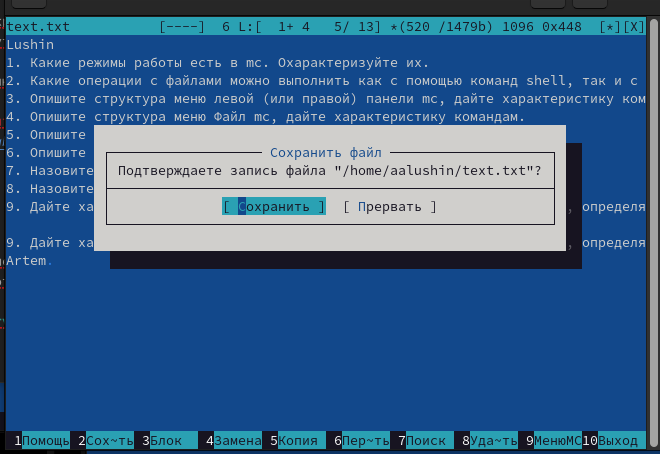 text.txt [----] 6 L:[ 1+ 4 5/ 13] *(520 /1479b) 1096 0x448 [*][X]
Lushin
1. Какие режимы работы есть в mc. Охарактеризуйте их.
2. Какие операции с файлами можно выполнить как с помощью команд shell, так и с
3. Опишите структура меню левой (или правой) панели mc, дайте характеристику ком
4. Опишите структура меню Файл mc, дайте характеристику командам.
5. Опишите
6. Опишите
7. Назовите
8. Назовите
9. Дайте ха , определя
9. Дайте ха , определя
Artem.
Сохранить файл
Подтверждаете запись файла "/home/aalushin/text.txt"?
[ Сохранить ] [ Прервать ]
1Помощь 2Сох~ть 3Блок 4Замена 5Копия 6Пер~ть 7Поиск 8Уда~ть 9МенюMC 10Выход